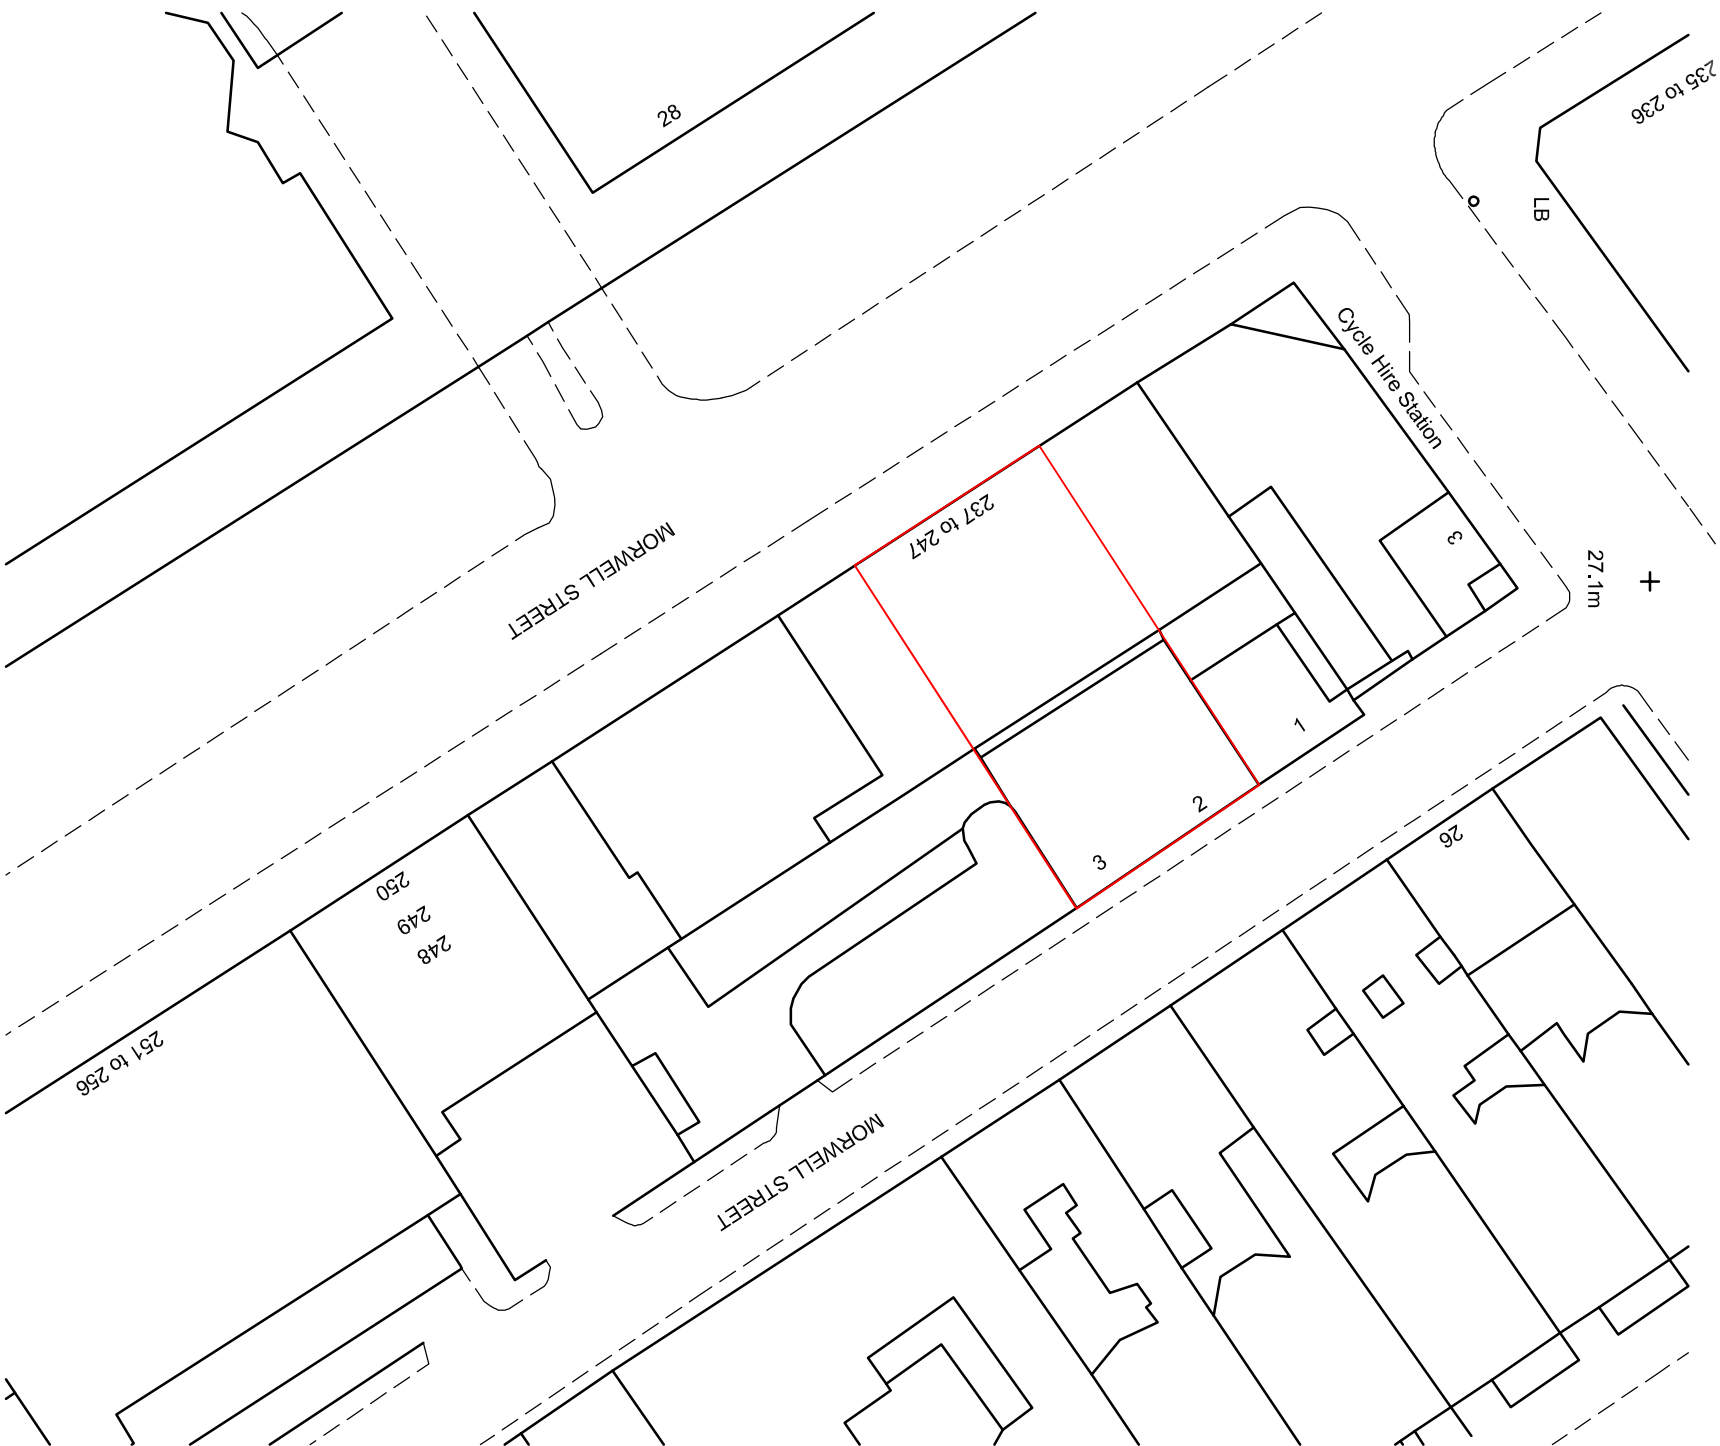 28
235 to 236
LB
Cycle Hire Station
237 to 247
MORWELL STREET
3
27.1m
1
2
3
26
250
249
248
251 to 256
MORWELL STREET